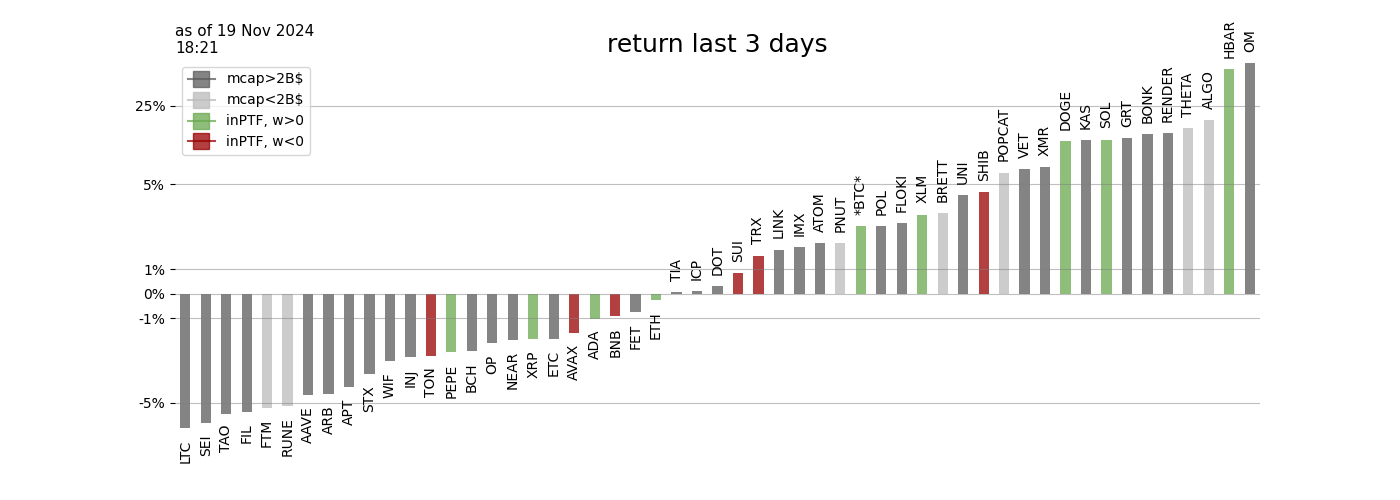 as of 19 Nov 2024
18:21
return last 3 days
mcap>2B$
mcap<2B$
inPTF, w>0
inPTF, w<0
25%
5%
1%
0%
-1%
-5%
LTC
SEI
TAO
FIL
FTM
RUNE
AAVE
ARB
APT
STX
WIF
INJ
TON
PEPE
BCH
OP
NEAR
XRP
ETC
AVAX
ADA
BNB
FET
ETH
TIA
ICP
DOT
SUI
TRX
LINK
IMX
ATOM
PNUT
*BTC*
POL
FLOKI
XLM
BRETT
UNI
SHIB
POPCAT
VET
XMR
DOGE
KAS
SOL
GRT
BONK
RENDER
THETA
ALGO
HBAR
OM